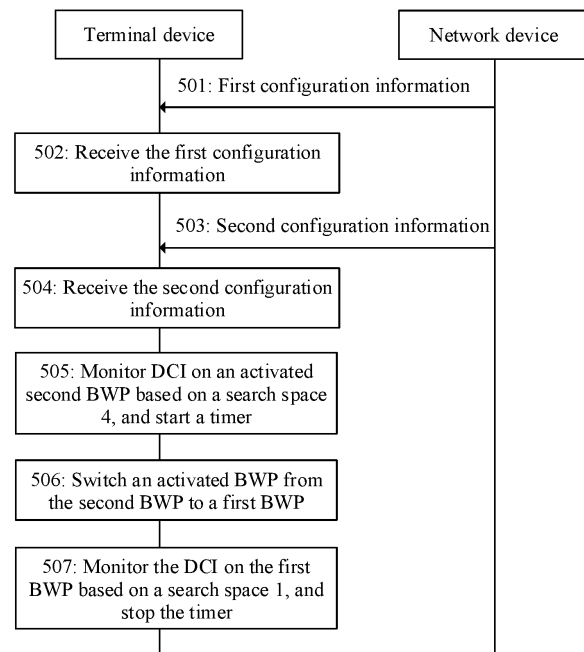 Terminal device
Network device
501: First configuration information
502: Receive the first configuration
information
503: Second configuration information
504: Receive the second configuration
information
505: Monitor DCI on an activated
second BWP based on a search space
4, and start a timer
506: Switch an activated BWP from
the second BWP to a first BWP
507: Monitor the DCI on the first
BWP based on a search space 1, and
stop the timer